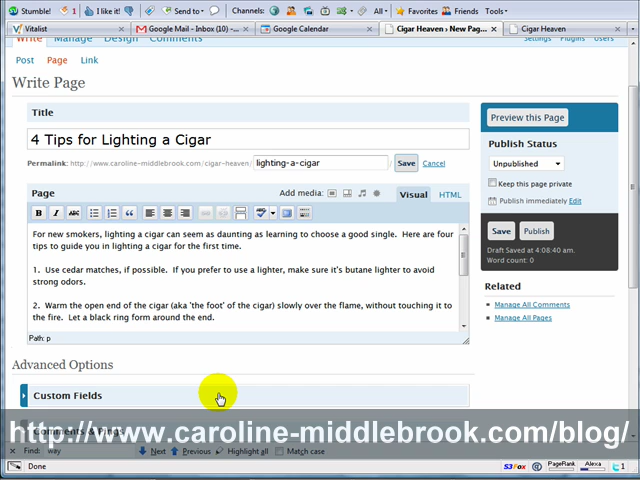 Stumble! 1 I like it! Send to Channels: All Favorites Friends Tools
Vitalist Google Mail - Inbox (10) -... Google Calendar Cigar Heaven › New Pag... Cigar Heaven
Write Manage Design Comments Settings Plugins Users
Post Page Link
Write Page
Title
4 Tips for Lighting a Cigar
Permalink: http://www.caroline-middlebrook.com/cigar-heaven/ lighting-a-cigar / Save Cancel
Page Add media: Visual HTML
B I ABC
For new smokers, lighting a cigar can seem as daunting as learning to choose a good single. Here are four
tips to guide you in lighting a cigar for the first time.
1. Use cedar matches, if possible. If you prefer to use a lighter, make sure it's butane lighter to avoid
strong odors.
2. Warm the open end of the cigar (aka 'the foot' of the cigar) slowly over the flame, without touching it to
the fire. Let a black ring form around the end.
Path: p
Preview this Page
Publish Status
Unpublished
Keep this page private
Publish immediately Edit
Save Publish
Draft Saved at 4:08:40 am.
Word count: 0
Related
Manage All Comments
Manage All Pages
Advanced Options
Custom Fields
Comments & Pings
http://www.caroline-middlebrook.com/blog/
Find: way Next Previous Highlight all Match case
Done S3Fox @ PageRank Alexa 1